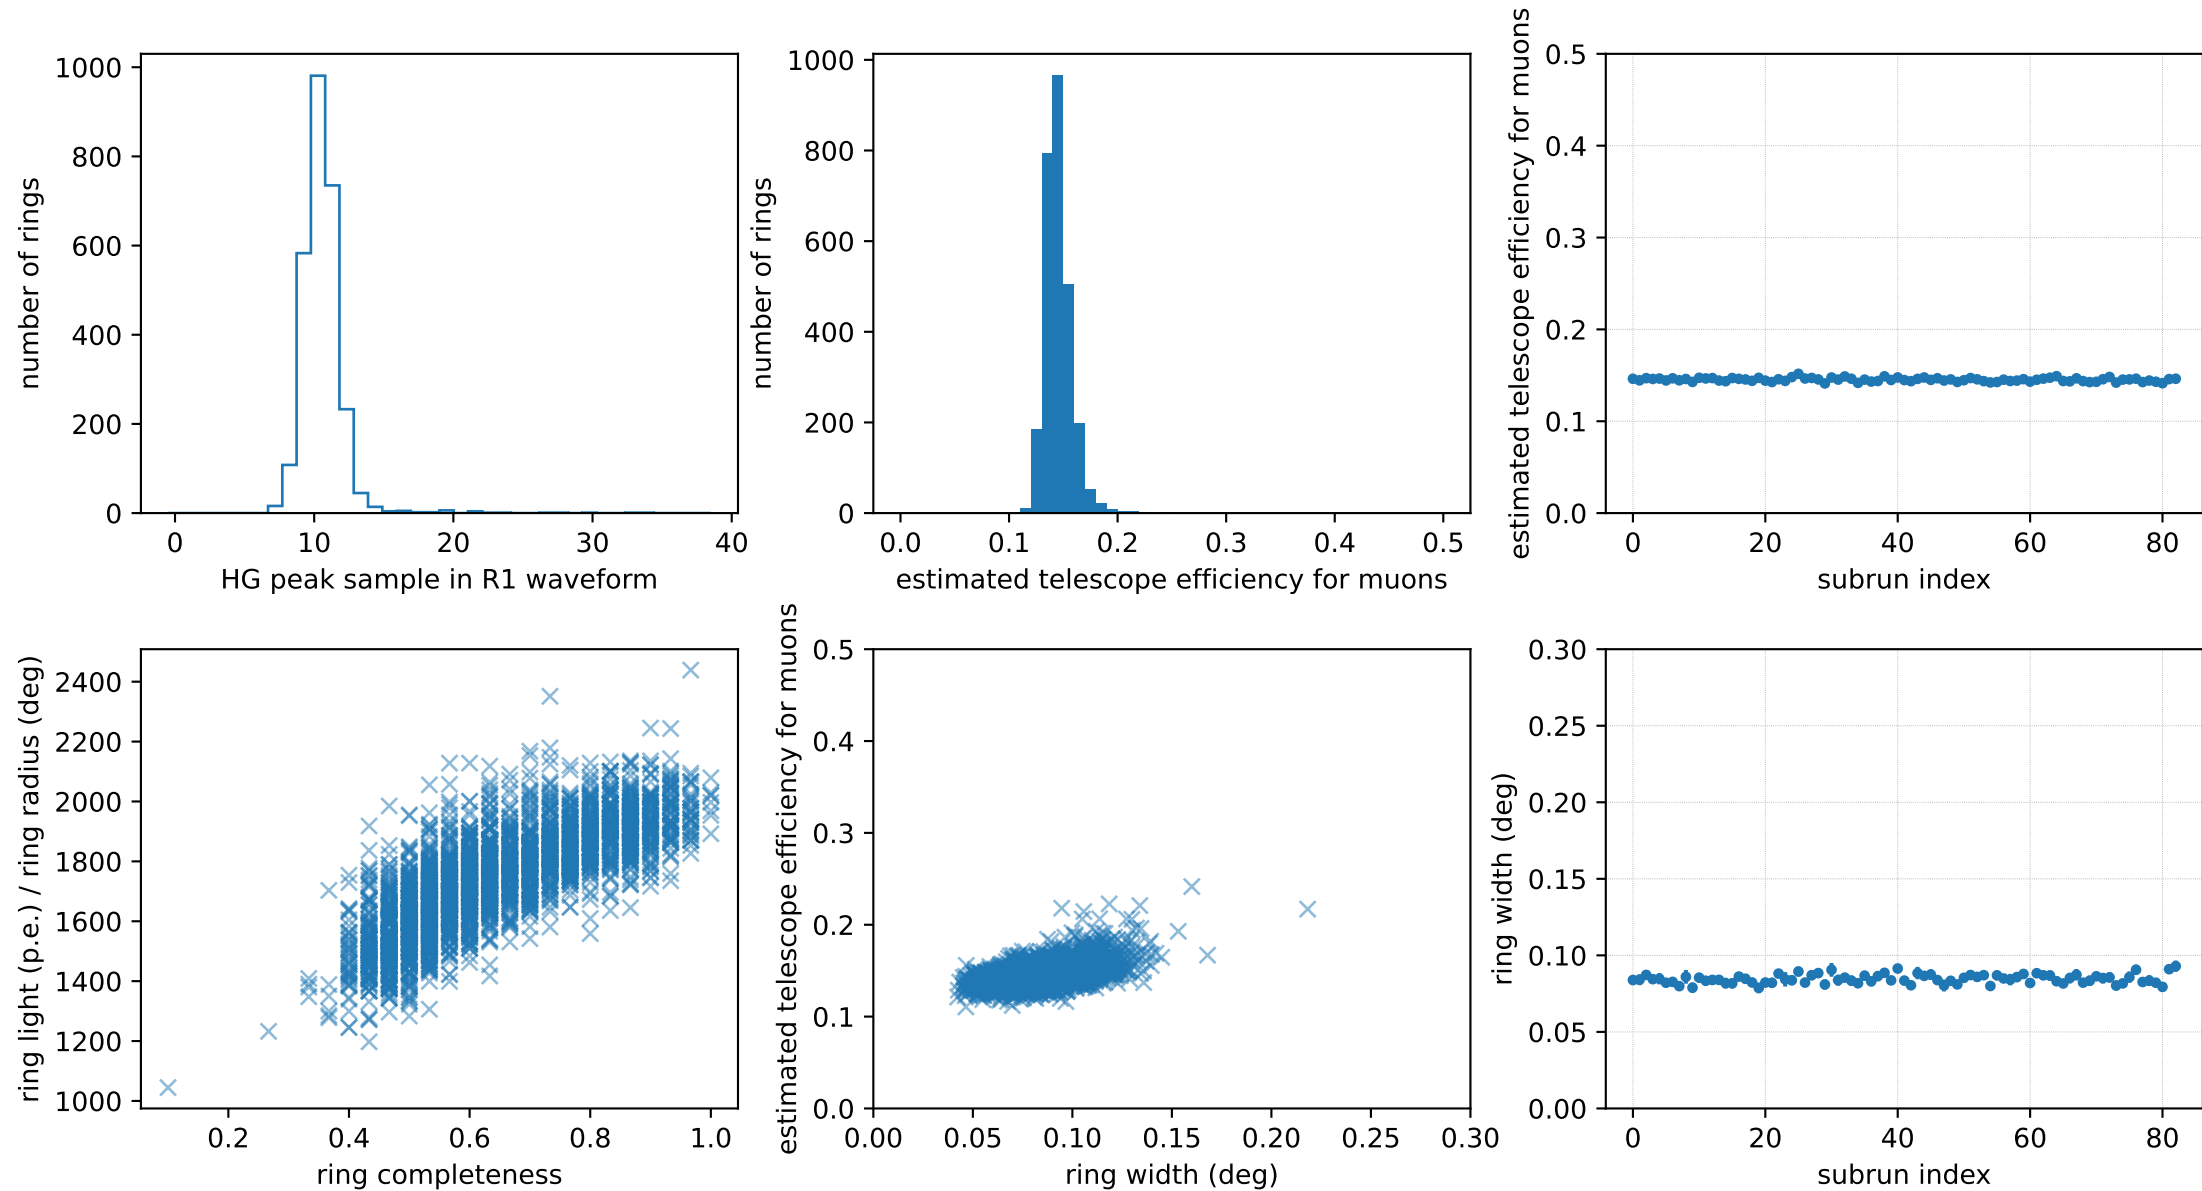 number of rings
1000
800
600
400
200
0
0 10 20 30 40
HG peak sample in R1 waveform
number of rings
1000
800
600
400
200
0
0.0 0.1 0.2 0.3 0.4 0.5
estimated telescope efficiency for muons
estimated telescope efficiency for muons
0.5
0.4
0.3
0.2
0.1
0.0
0 20 40 60 80
subrun index
ring light (p.e.) / ring radius (deg)
2400
2200
2000
1800
1600
1400
1200
1000
0.2 0.4 0.6 0.8 1.0
ring completeness
estimated telescope efficiency for muons
0.5
0.4
0.3
0.2
0.1
0.0
0.00 0.05 0.10 0.15 0.20 0.25 0.30
ring width (deg)
ring width (deg)
0.30
0.25
0.20
0.15
0.10
0.05
0.00
0 20 40 60 80
subrun index